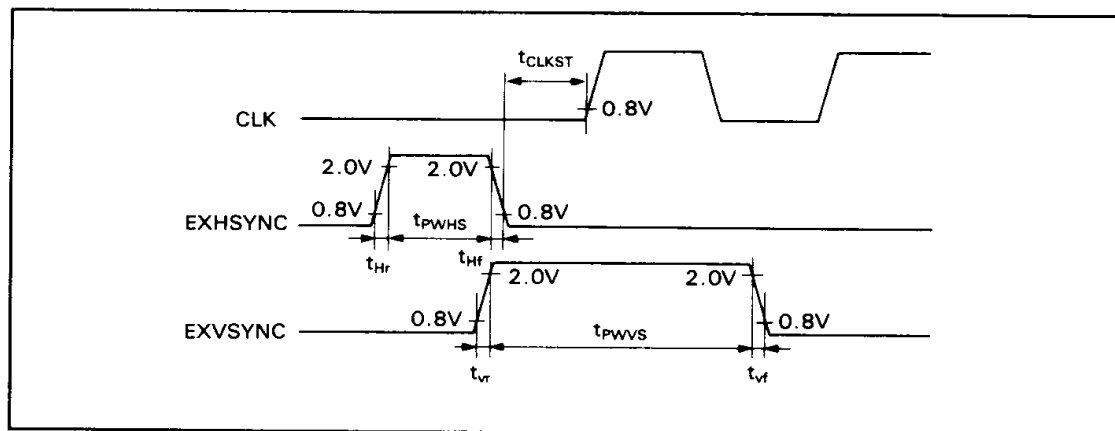 tCLKST
CLK
0.8V
2.0V 2.0V
0.8V tPWHS 0.8V
EXHSYNC
tHr tHf
2.0V 2.0V
0.8V tPWVS 0.8V
EXVSYNC
tvr tvf